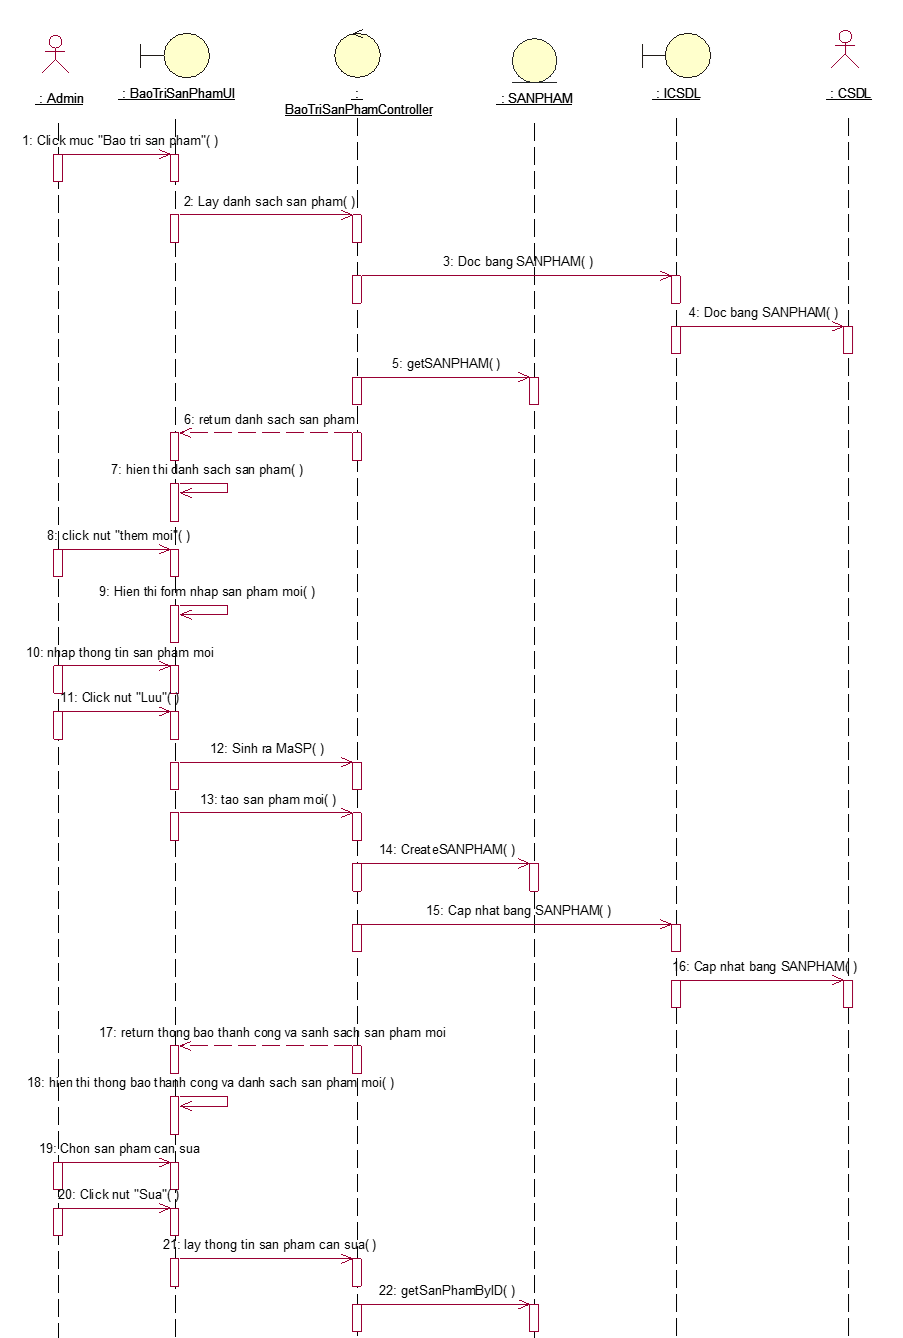 : Admin
: BaoTriSanPhamUI
:
BaoTriSanPhamController
: SANPHAM
: ICSDL
: CSDL
1: Click muc "Bao tri san pham"( )
2: Lay danh sach san pham( )
3: Doc bang SANPHAM( )
4: Doc bang SANPHAM( )
5: getSANPHAM( )
6: return danh sach san pham
7: hien thi danh sach san pham( )
8: click nut "them moi"( )
9: Hien thi form nhap san pham moi( )
10: nhap thong tin san pham moi
11: Click nut "Luu"( )
12: Sinh ra MaSP( )
13: tao san pham moi( )
14: CreateSANPHAM( )
15: Cap nhat bang SANPHAM( )
16: Cap nhat bang SANPHAM( )
17: return thong bao thanh cong va sanh sach san pham moi
18: hien thi thong bao thanh cong va danh sach san pham moi( )
19: Chon san pham can sua
20: Click nut "Sua"( )
21: lay thong tin san pham can sua( )
22: getSanPhamByID( )